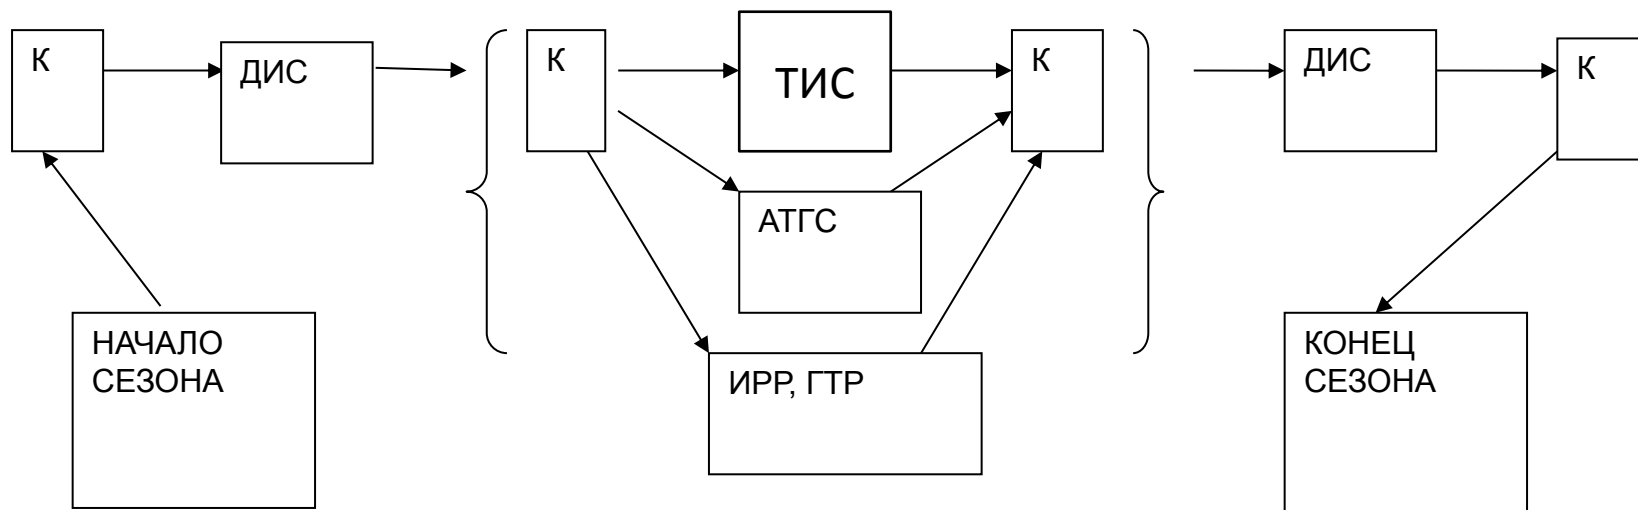 К
ДИС
К
ТИС
К
ДИС
К
АТГС
НАЧАЛО
СЕЗОНА
ИРР, ГТР
КОНЕЦ
СЕЗОНА